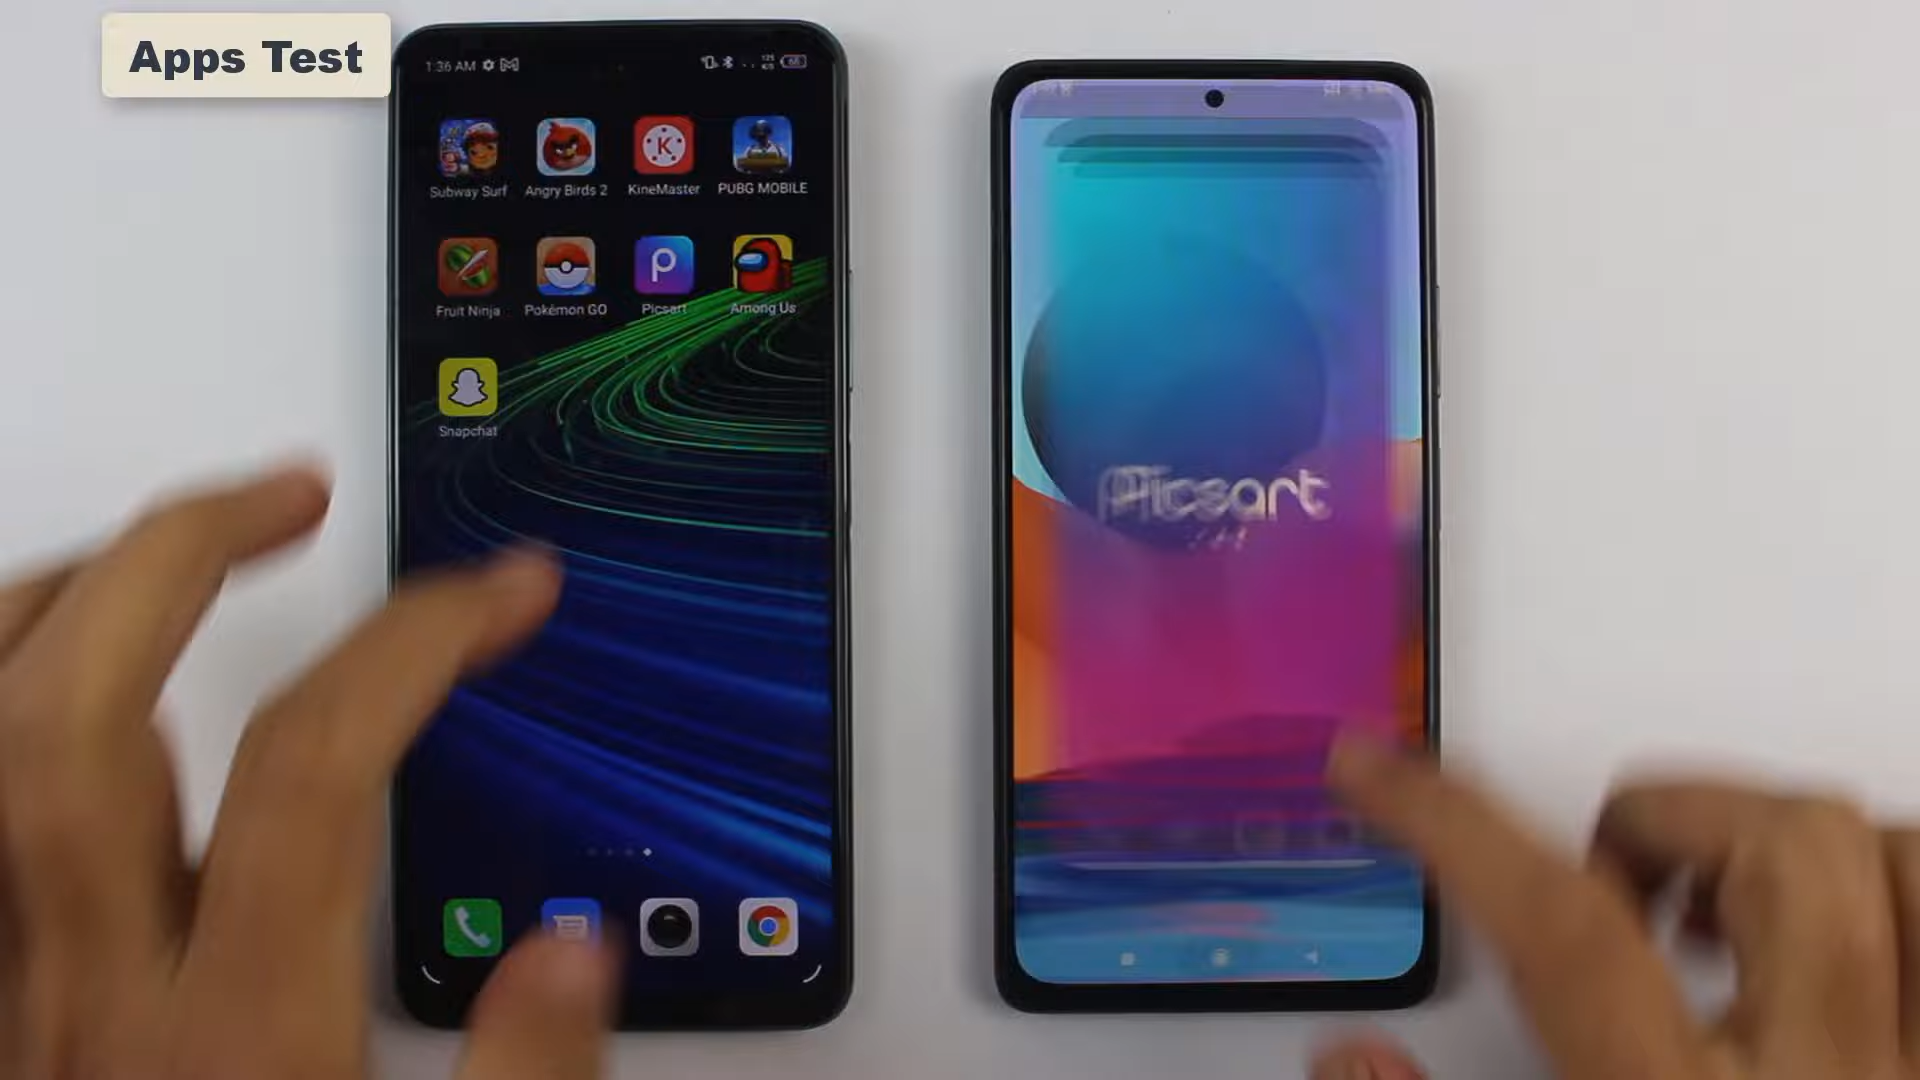 Apps Test
1:36 AM
Subway Surf
Angry Birds 2
KineMaster
PUBG MOBILE
Fruit Ninja
Pokémon GO
Picsart
Among Us
Snapchat
Picsart